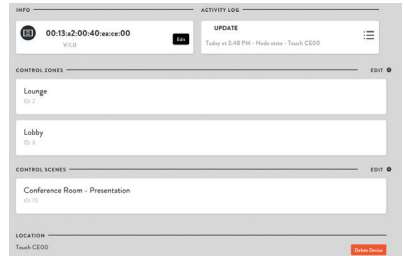 INFO
ACTIVITY LOG
00:13:a2:00:40:ea:ce:00
V:1.0
Edit
UPDATE
Today at 3:48 PM - Node state - Touch CE00
CONTROL ZONES
EDIT
Lounge
ID: 2
Lobby
ID: 6
CONTROL SCENES
EDIT
Conference Room - Presentation
ID: 72
LOCATION
Touch CE00
Delete Device